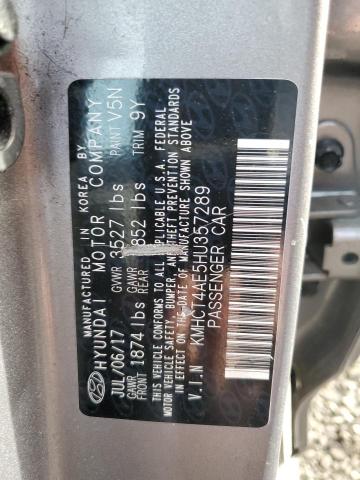 MANUFACTURED IN KOREA BY
HYUNDAI MOTOR COMPANY PAINT V5N
JUL/06/17 GVWR 3527 lbs TRIM 9Y
GAWR FRONT 1874 lbs GAWR REAR 1852 lbs
THIS VEHICLE CONFORMS TO ALL APPLICABLE U.S.A. FEDERAL
MOTOR VEHICLE SAFETY, BUMPER, AND THEFT PREVENTION STANDARDS
IN EFFECT ON THE DATE OF MANUFACTURE SHOWN ABOVE
V.I.N KMHCT4AE5HU357289
PASSENGER CAR